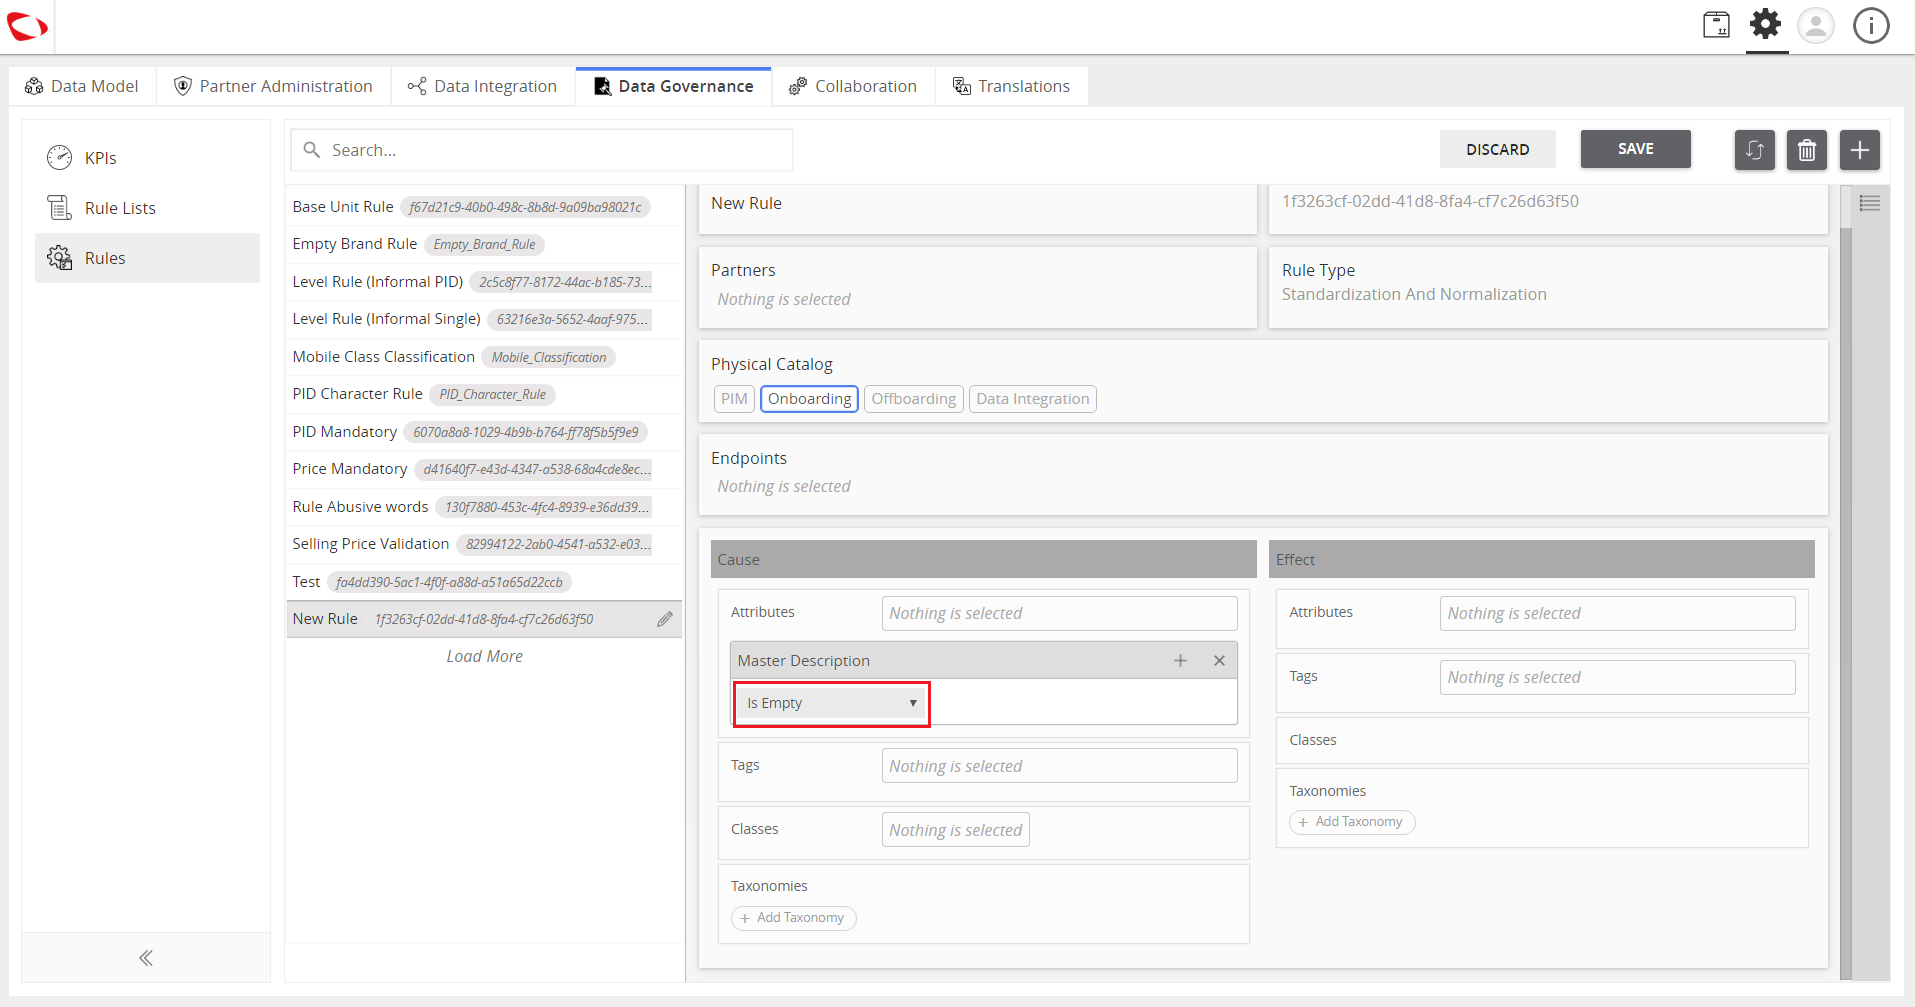 Data Model
Partner Administration
Data Integration
Data Governance
Collaboration
Translations
KPIs
Rule Lists
Rules
Search...
DISCARD
SAVE
Base Unit Rule f67d21c9-40b0-498c-8b8d-9a09ba98021c
Empty Brand Rule Empty_Brand_Rule
Level Rule (Informal PID) 2c5c8f77-8172-44ac-b185-73...
Level Rule (Informal Single) 63216e3a-5652-4aaf-975...
Mobile Class Classification Mobile_Classification
PID Character Rule PID_Character_Rule
PID Mandatory 6070a8a8-1029-4b9b-b764-ff78f5b5f9e9
Price Mandatory d41640f7-e43d-4347-a538-68a4cde8ec...
Rule Abusive words 130f7880-453c-4fc4-8939-e36dd39...
Selling Price Validation 82994122-2ab0-4541-a532-e03...
Test fa4dd390-5ac1-4f0f-a88d-a51a65d22ccb
New Rule 1f3263cf-02dd-41d8-8fa4-cf7c26d63f50
Load More
New Rule
1f3263cf-02dd-41d8-8fa4-cf7c26d63f50
Partners
Nothing is selected
Rule Type
Standardization And Normalization
Physical Catalog
PIM Onboarding Offboarding Data Integration
Endpoints
Nothing is selected
Cause
Attributes Nothing is selected
Master Description
Is Empty
Tags Nothing is selected
Classes Nothing is selected
Taxonomies
+ Add Taxonomy
Effect
Attributes Nothing is selected
Tags Nothing is selected
Classes
Taxonomies
+ Add Taxonomy